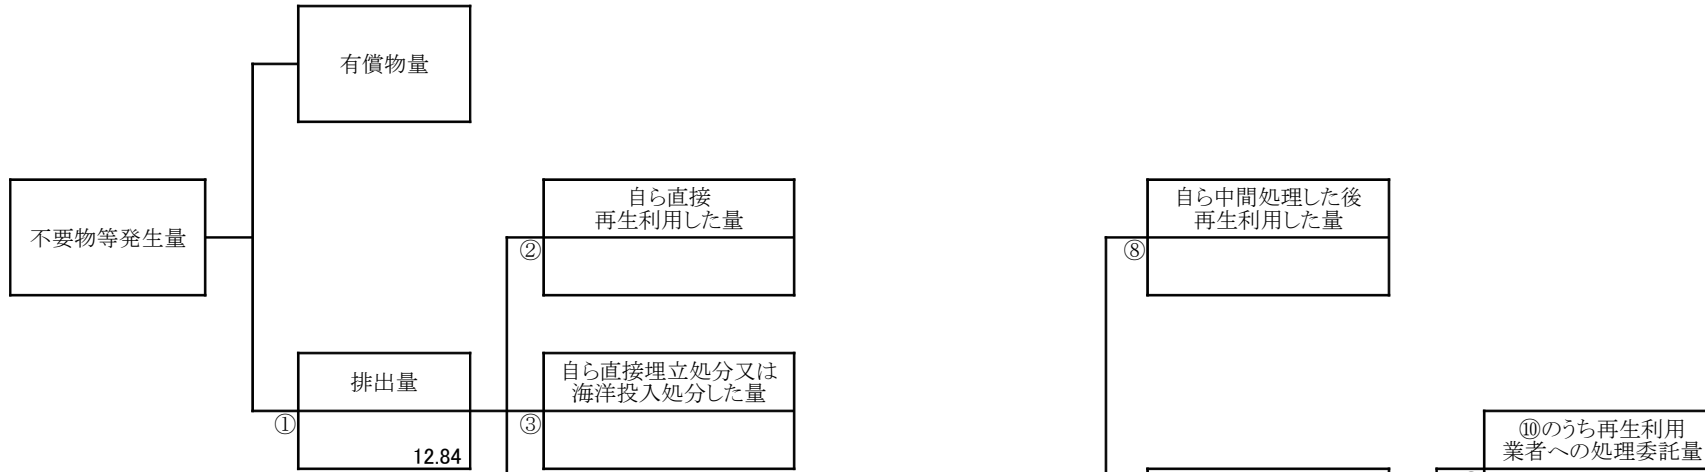 有償物量
不要物等発生量
自ら直接
再生利用した量
②
自ら中間処理した後
再生利用した量
⑧
排出量
①
12.84
自ら直接埋立処分又は
海洋投入処分した量
③
⑩のうち再生利用
業者への処理委託量